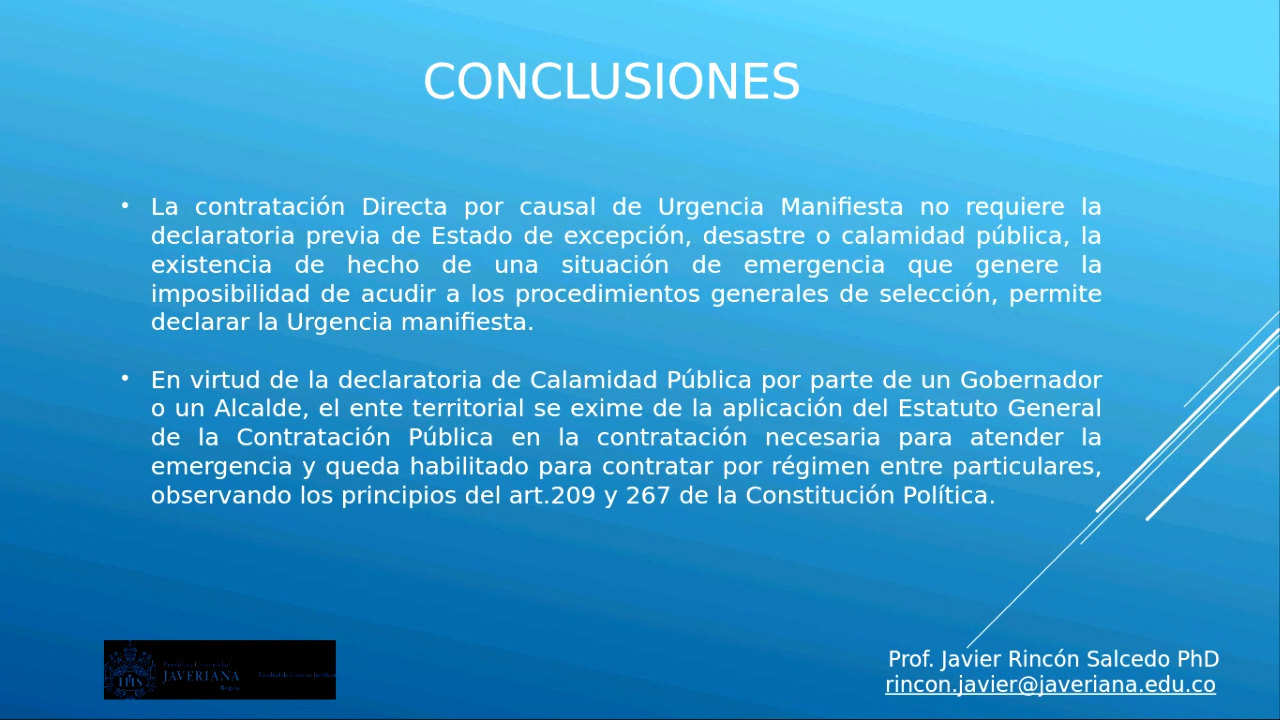 CONCLUSIONES
• La contratación Directa por causal de Urgencia Manifiesta no requiere la
declaratoria previa de Estado de excepción, desastre o calamidad pública, la
existencia de hecho de una situación de emergencia que genere la
imposibilidad de acudir a los procedimientos generales de selección, permite
declarar la Urgencia manifiesta.
• En virtud de la declaratoria de Calamidad Pública por parte de un Gobernador
o un Alcalde, el ente territorial se exime de la aplicación del Estatuto General
de la Contratación Pública en la contratación necesaria para atender la
emergencia y queda habilitado para contratar por régimen entre particulares,
observando los principios del art.209 y 267 de la Constitución Política.
Pontificia Universidad
JAVERIANA
Bogotá
Prof. Javier Rincón Salcedo PhD
rincon.javier@javeriana.edu.co